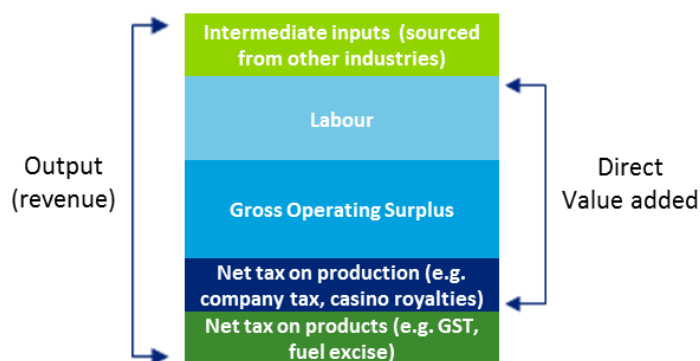 Intermediate inputs (sourced
from other industries)
Labour
Output
(revenue)
Direct
Value added
Gross Operating Surplus
Net tax on production (e.g.
company tax, casino royalties)
Net tax on products (e.g. GST,
fuel excise)